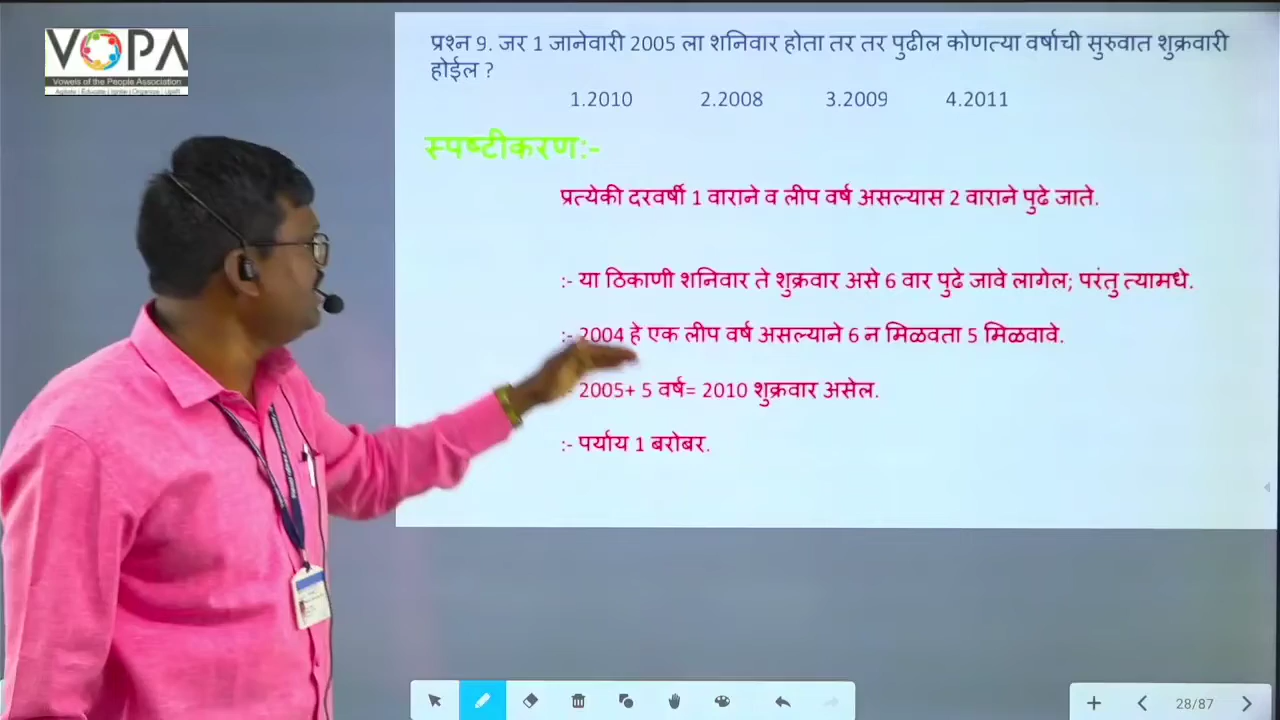 VOPA
Vowels of the People Association
प्रश्न 9. जर 1 जानेवारी 2005 ला शनिवार होता तर तर पुढील कोणत्या वर्षाची सुरुवात शुक्रवारी
होईल ?
1.2010 2.2008 3.2009 4.2011
स्पष्टीकरण:-
प्रत्येकी दरवर्षी 1 वाराने व लीप वर्ष असल्यास 2 वाराने पुढे जाते.
:- या ठिकाणी शनिवार ते शुक्रवार असे 6 वार पुढे जावे लागेल; परंतु त्यामधे.
:- 2004 हे एक लीप वर्ष असल्याने 6 न मिळवता 5 मिळवावे.
- 2005+ 5 वर्ष= 2010 शुक्रवार असेल.
:- पर्याय 1 बरोबर.
28/87